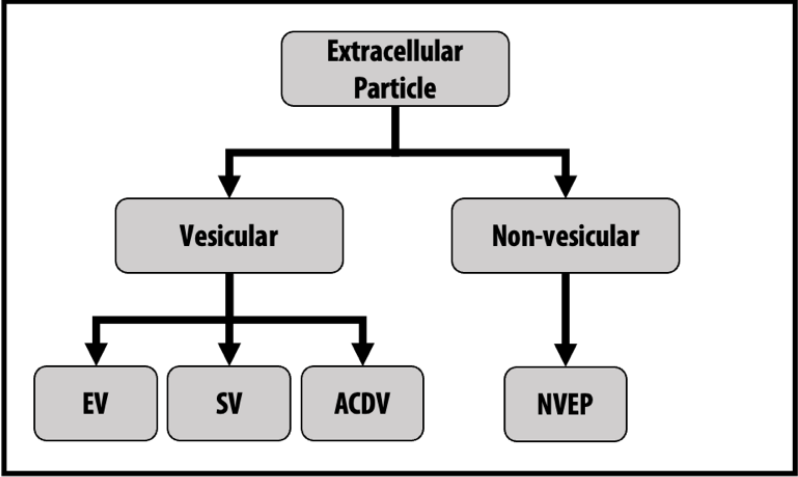 Extracellular
Particle
Vesicular
Non-vesicular
EV
SV
ACDV
NVEP